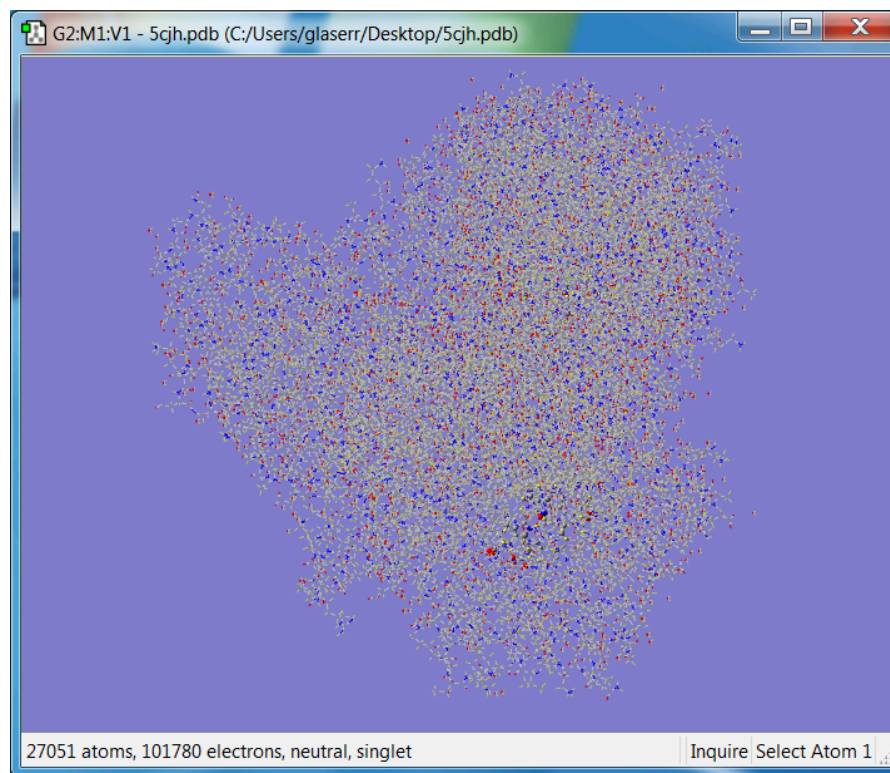 G2:M1:V1 - 5cjh.pdb (C:/Users/glaserr/Desktop/5cjh.pdb)
27051 atoms, 101780 electrons, neutral, singlet Inquire Select Atom 1